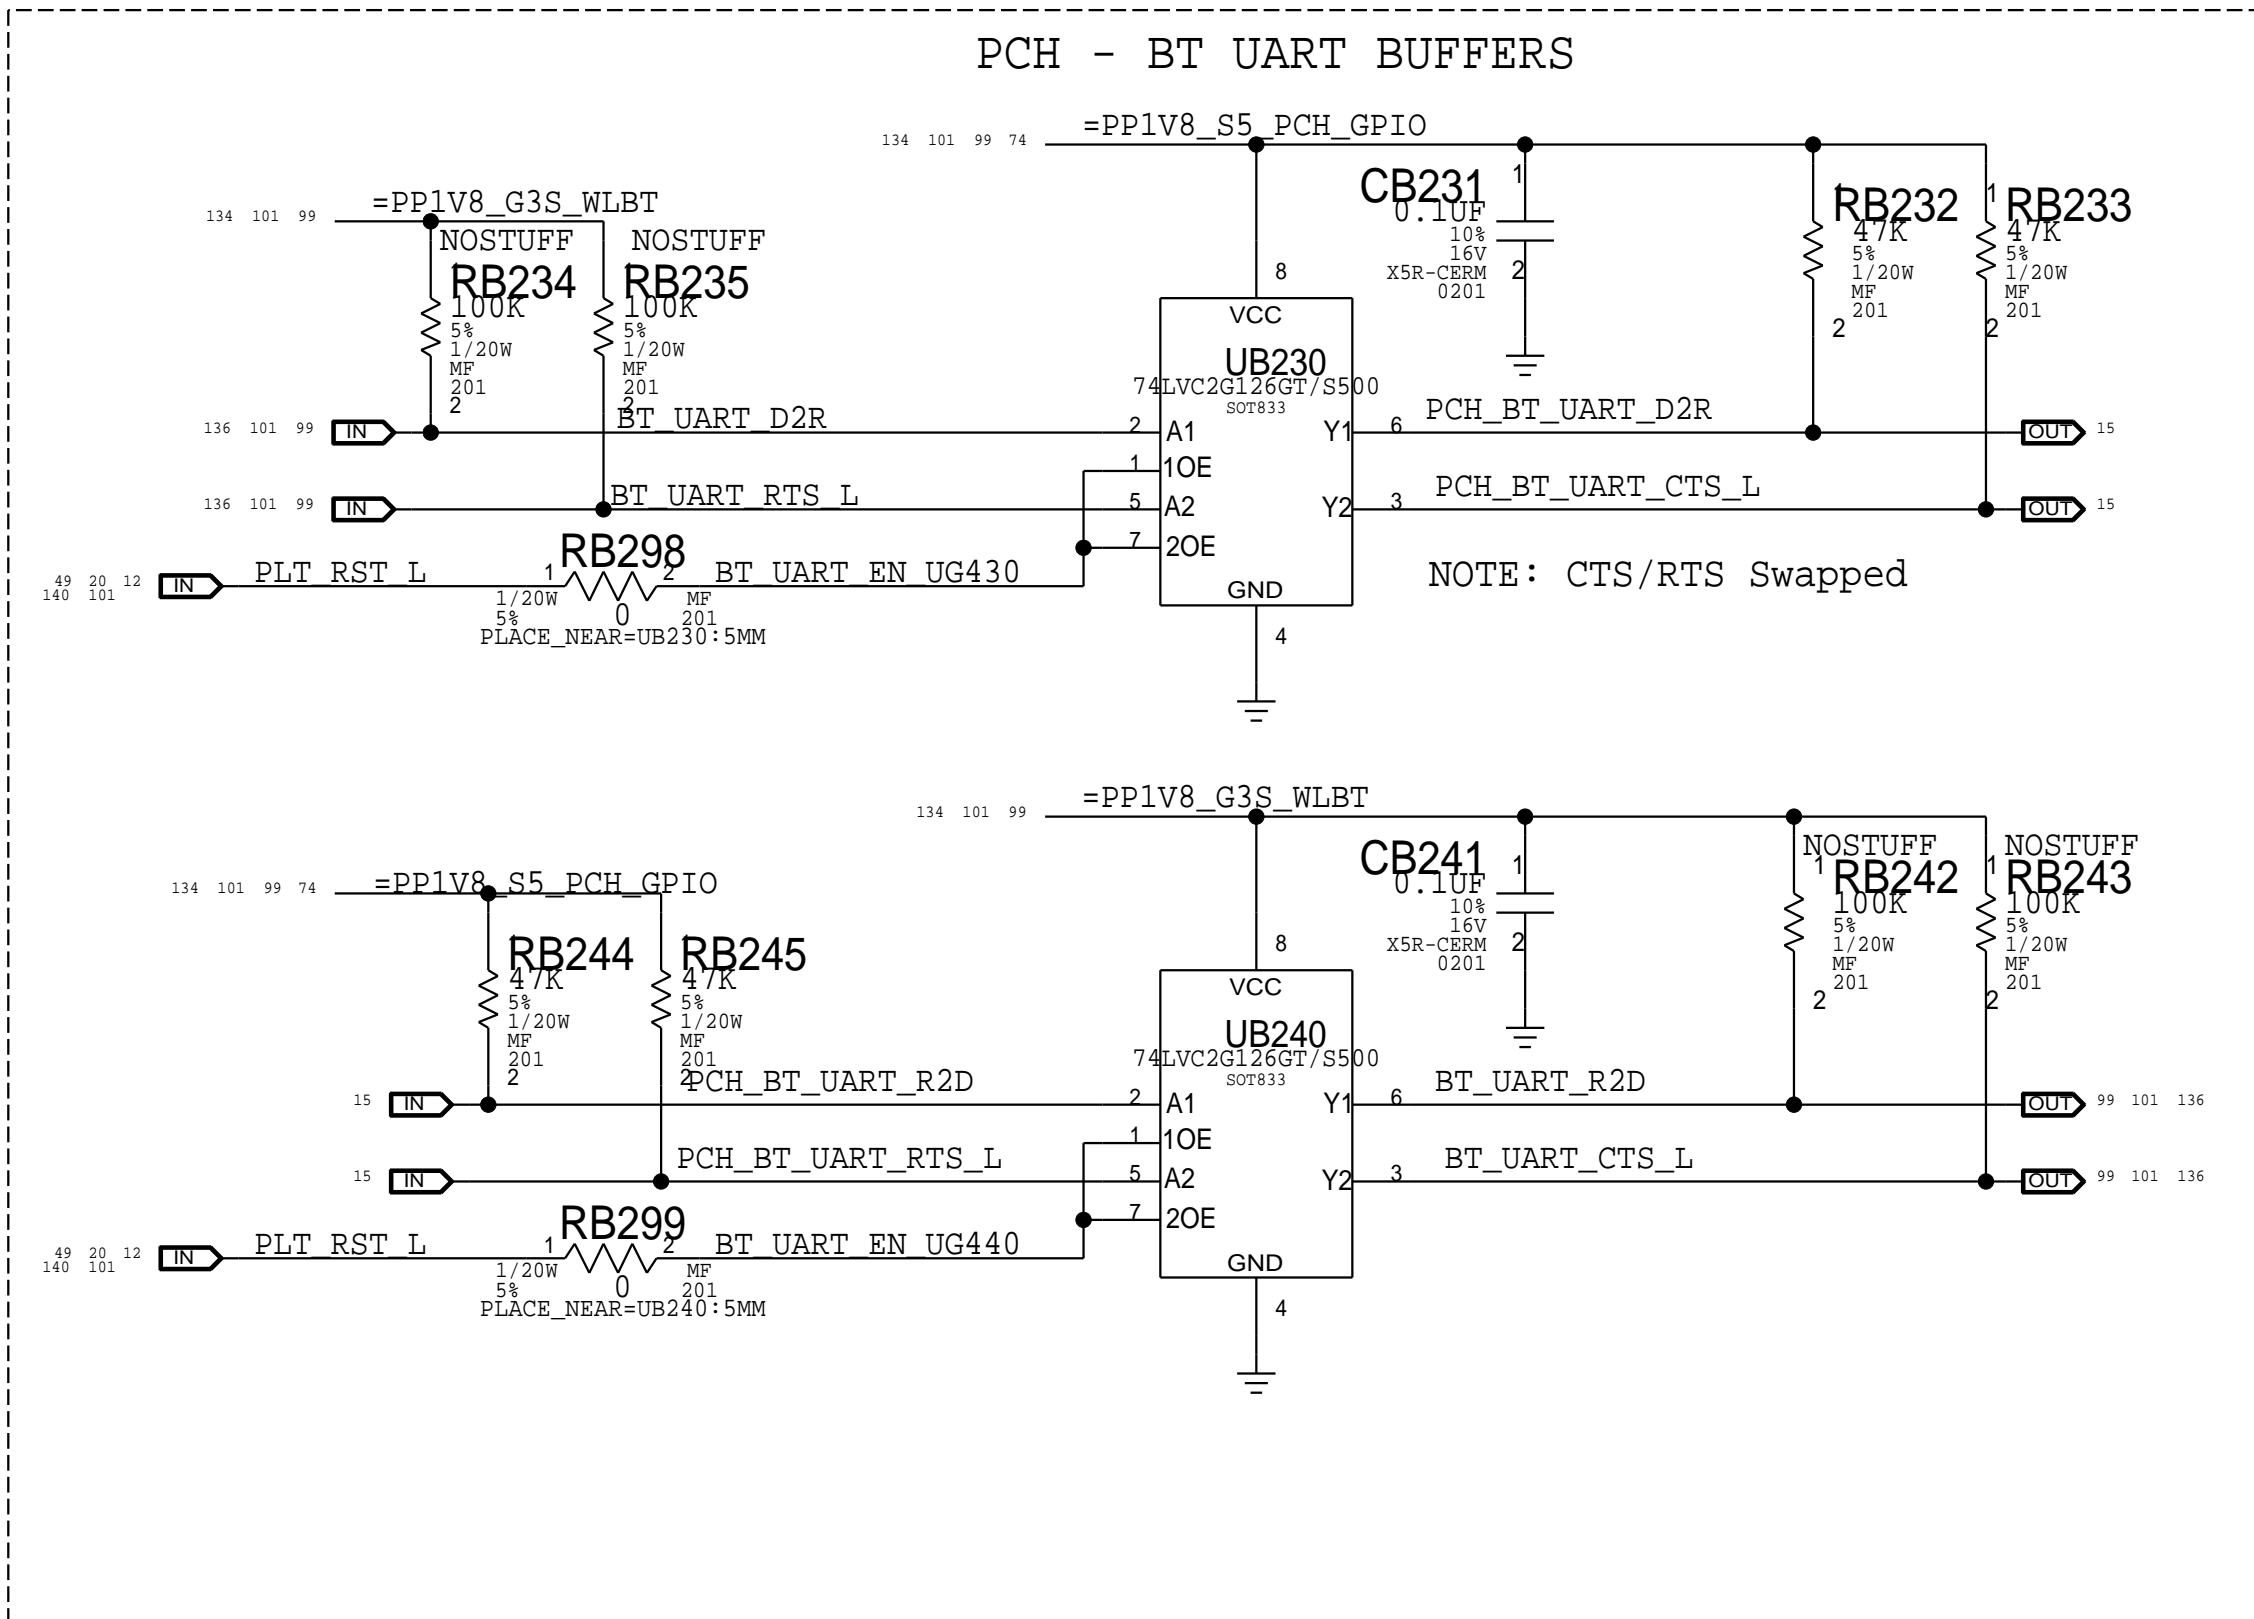 PCH - BT UART BUFFERS
134 101 99 74 =PP1V8_S5_PCH_GPIO
134 101 99 =PP1V8_G3S_WLBT
NOSTUFF NOSTUFF
1 RB234
100K
5%
1/20W
MF
201
2
1 RB235
100K
5%
1/20W
MF
201
2
CB231 1
0.1UF
10%
16V
X5R-CERM 2
0201
1 RB232
47K
5%
1/20W
MF
201
2
1 RB233
47K
5%
1/20W
MF
201
2
8
VCC
UB230
74LVC2G126GT/S500
SOT833
136 101 99 IN BT_UART_D2R 2 A1 Y1 6 PCH_BT_UART_D2R OUT 15
1 1OE
136 101 99 IN BT_UART_RTS_L 5 A2 Y2 3 PCH_BT_UART_CTS_L OUT 15
7 2OE
RB298
49 20 12 IN PLT_RST_L 1 2 BT_UART_EN_UG430
140 101
1/20W MF
5% 0 201
PLACE_NEAR=UB230:5MM
GND
4
NOTE: CTS/RTS Swapped
134 101 99 =PP1V8_G3S_WLBT
134 101 99 74 =PP1V8_S5_PCH_GPIO
1 RB244
47K
5%
1/20W
MF
201
2
1 RB245
47K
5%
1/20W
MF
201
2
CB241 1
0.1UF
10%
16V
X5R-CERM 2
0201
NOSTUFF NOSTUFF
1 RB242
100K
5%
1/20W
MF
201
2
1 RB243
100K
5%
1/20W
MF
201
2
8
VCC
UB240
74LVC2G126GT/S500
SOT833
15 IN PCH_BT_UART_R2D 2 A1 Y1 6 BT_UART_R2D OUT 99 101 136
1 1OE
15 IN PCH_BT_UART_RTS_L 5 A2 Y2 3 BT_UART_CTS_L OUT 99 101 136
7 2OE
RB299
49 20 12 IN PLT_RST_L 1 2 BT_UART_EN_UG440
140 101
1/20W MF
5% 0 201
PLACE_NEAR=UB240:5MM
GND
4